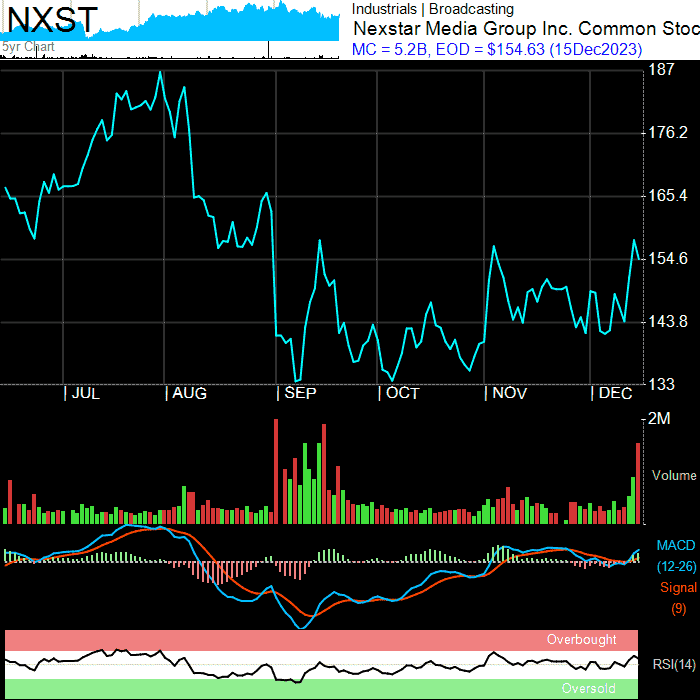 NXST
5yr Chart
Industrials | Broadcasting
Nexstar Media Group Inc. Common Stoc
MC = 5.2B, EOD = $154.63 (15Dec2023)
187
176.2
165.4
154.6
143.8
133
| JUL | AUG | SEP | OCT | NOV | DEC
2M
Volume
MACD
(12-26)
Signal
(9)
Overbought
RSI(14)
Oversold